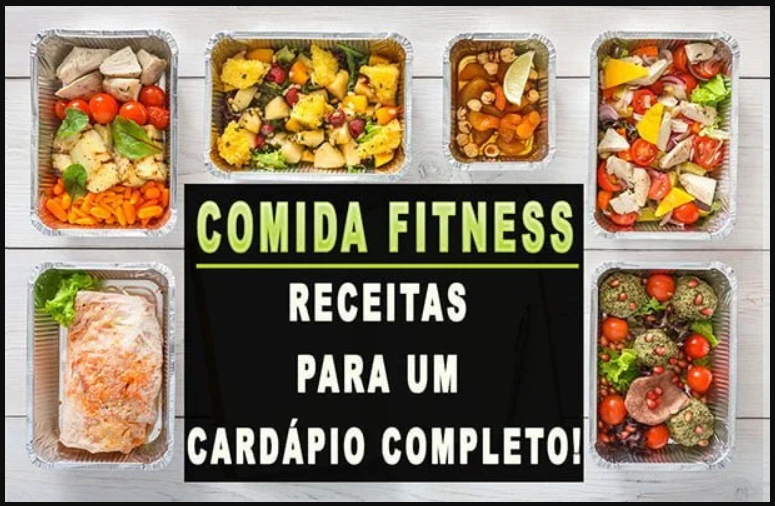 COMIDA FITNESS
RECEITAS
PARA UM
CARDÁPIO COMPLETO!